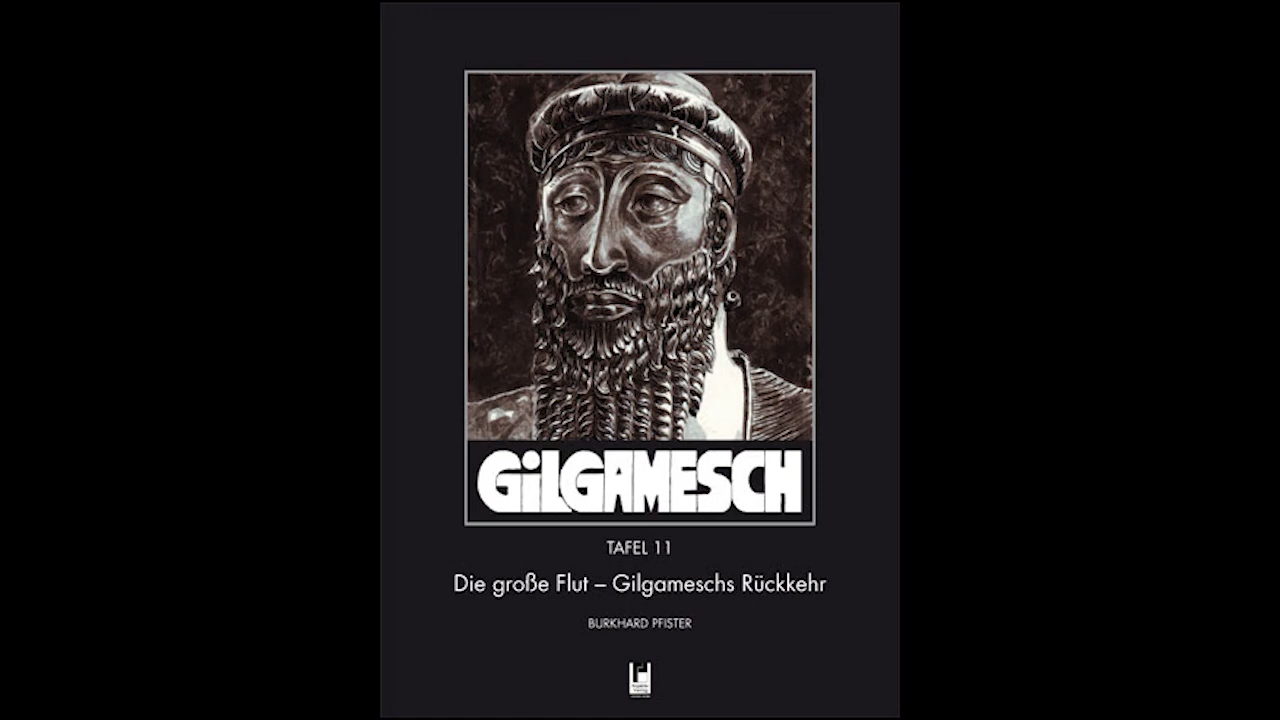 GiLGAMESCH
TAFEL 11
Die große Flut – Gilgameschs Rückkehr
BURKHARD PFISTER